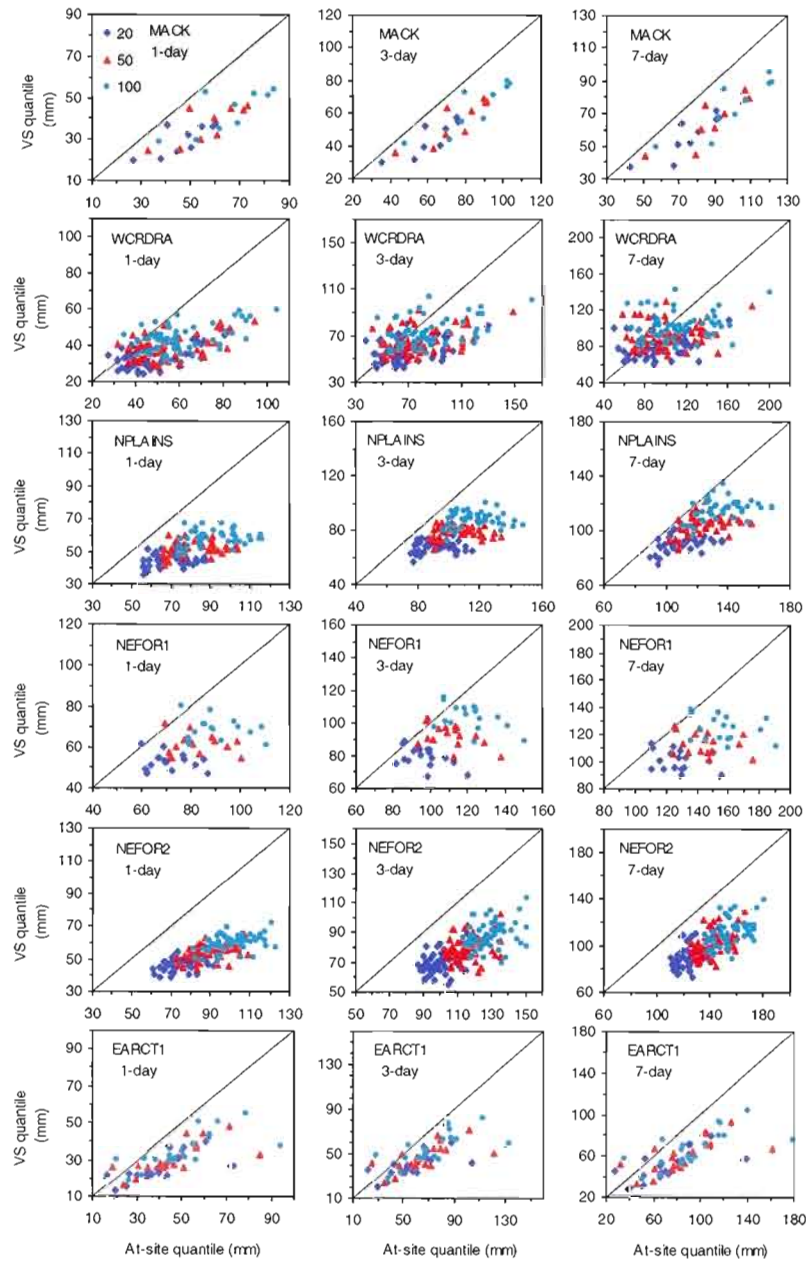 90 120 130
20 MACK MACK MACK
1-day 3-day 7-day
50
100
VS quantile
(mm)
70 100 110
50 80 90
30 60 70
10 40 50
20 30
10 30 50 70 90 20 40 60 80 100 120 30 50 70 90 110 130
WCRDRA WCRDRA WCRDRA
1-day 3-day 7-day
VS quantile
(mm)
100 150 200
80 110 160
60 70 120
40 30 80
20 40
20 40 60 80 100 30 70 110 150 40 80 120 160 200
NPLAINS NPLAINS NPLAINS
1-day 3-day 7-day
VS quantile
(mm)
130 160 180
110 120 140
90 80 100
70 40 60
50
30
30 50 70 90 110 130 40 80 120 160 60 100 140 180
NEFOR1 NEFOR1 NEFOR1
1-day 3-day 7-day
VS quantile
(mm)
120 160 200
100 140 180
80 120 160
60 100 140
40 80 120
60 100
80
40 60 80 100 120 60 80 100 120 140 160 80 100 120 140 160 180 200
NEFOR2 NEFOR2 NEFOR2
1-day 3-day 7-day
VS quantile
(mm)
130 150 180
110 130 140
90 110 100
70 90 60
50 70
30 50
30 50 70 90 110 130 50 70 90 110 130 150 60 100 140 180
EARCT1 EARCT1 EARCT1
1-day 3-day 7-day
VS quantile
(mm)
90 130 180
70 90 140
50 50 100
30 10 60
10 20
10 30 50 70 90 10 50 90 130 20 60 100 140 180
At-site quantile (mm) At-site quantile (mm) At-site quantile (mm)